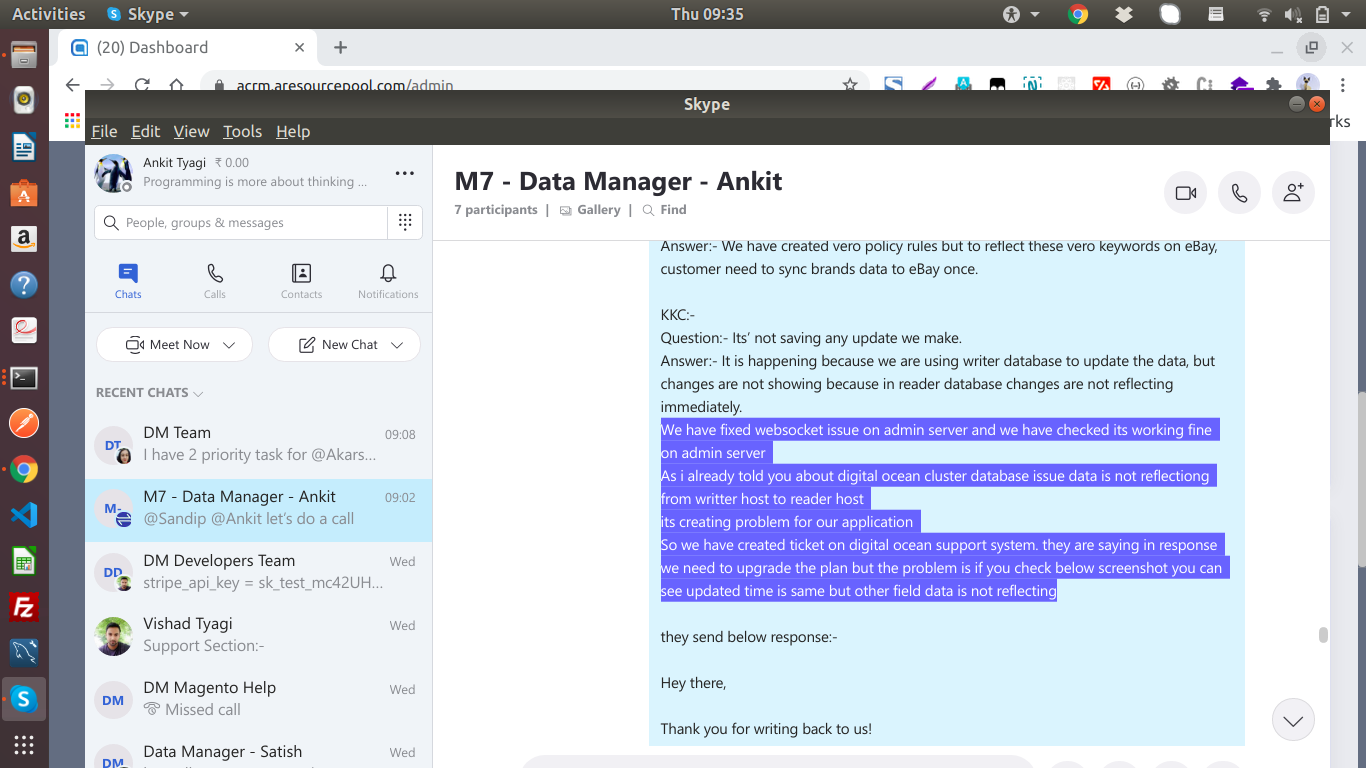 Activities
Skype
Thu 09:35
(20) Dashboard
acrm.aresourcepool.com/admin
rks
Skype
File Edit View Tools Help
Ankit Tyagi ₹ 0.00
Programming is more about thinking ...
People, groups & messages
Chats
Calls
Contacts
Notifications
Meet Now
New Chat
RECENT CHATS
DT
DM Team
09:08
I have 2 priority task for @Akars...
M-
M7 - Data Manager - Ankit
09:02
@Sandip @Ankit let's do a call
DD
DM Developers Team
Wed
stripe_api_key = sk_test_mc42UH...
Vishad Tyagi
Wed
Support Section:-
DM
DM Magento Help
Wed
Missed call
DM
Data Manager - Satish
Wed
M7 - Data Manager - Ankit
7 participants | Gallery | Find
Answer:- We have created vero policy rules but to reflect these vero keywords on eBay,
customer need to sync brands data to eBay once.
KKC:-
Question:- Its' not saving any update we make.
Answer:- It is happening because we are using writer database to update the data, but
changes are not showing because in reader database changes are not reflecting
immediately.
We have fixed websocket issue on admin server and we have checked its working fine
on admin server
As i already told you about digital ocean cluster database issue data is not reflectiong
from writter host to reader host
its creating problem for our application
So we have created ticket on digital ocean support system. they are saying in response
we need to upgrade the plan but the problem is if you check below screenshot you can
see updated time is same but other field data is not reflecting
they send below response:-
Hey there,
Thank you for writing back to us!